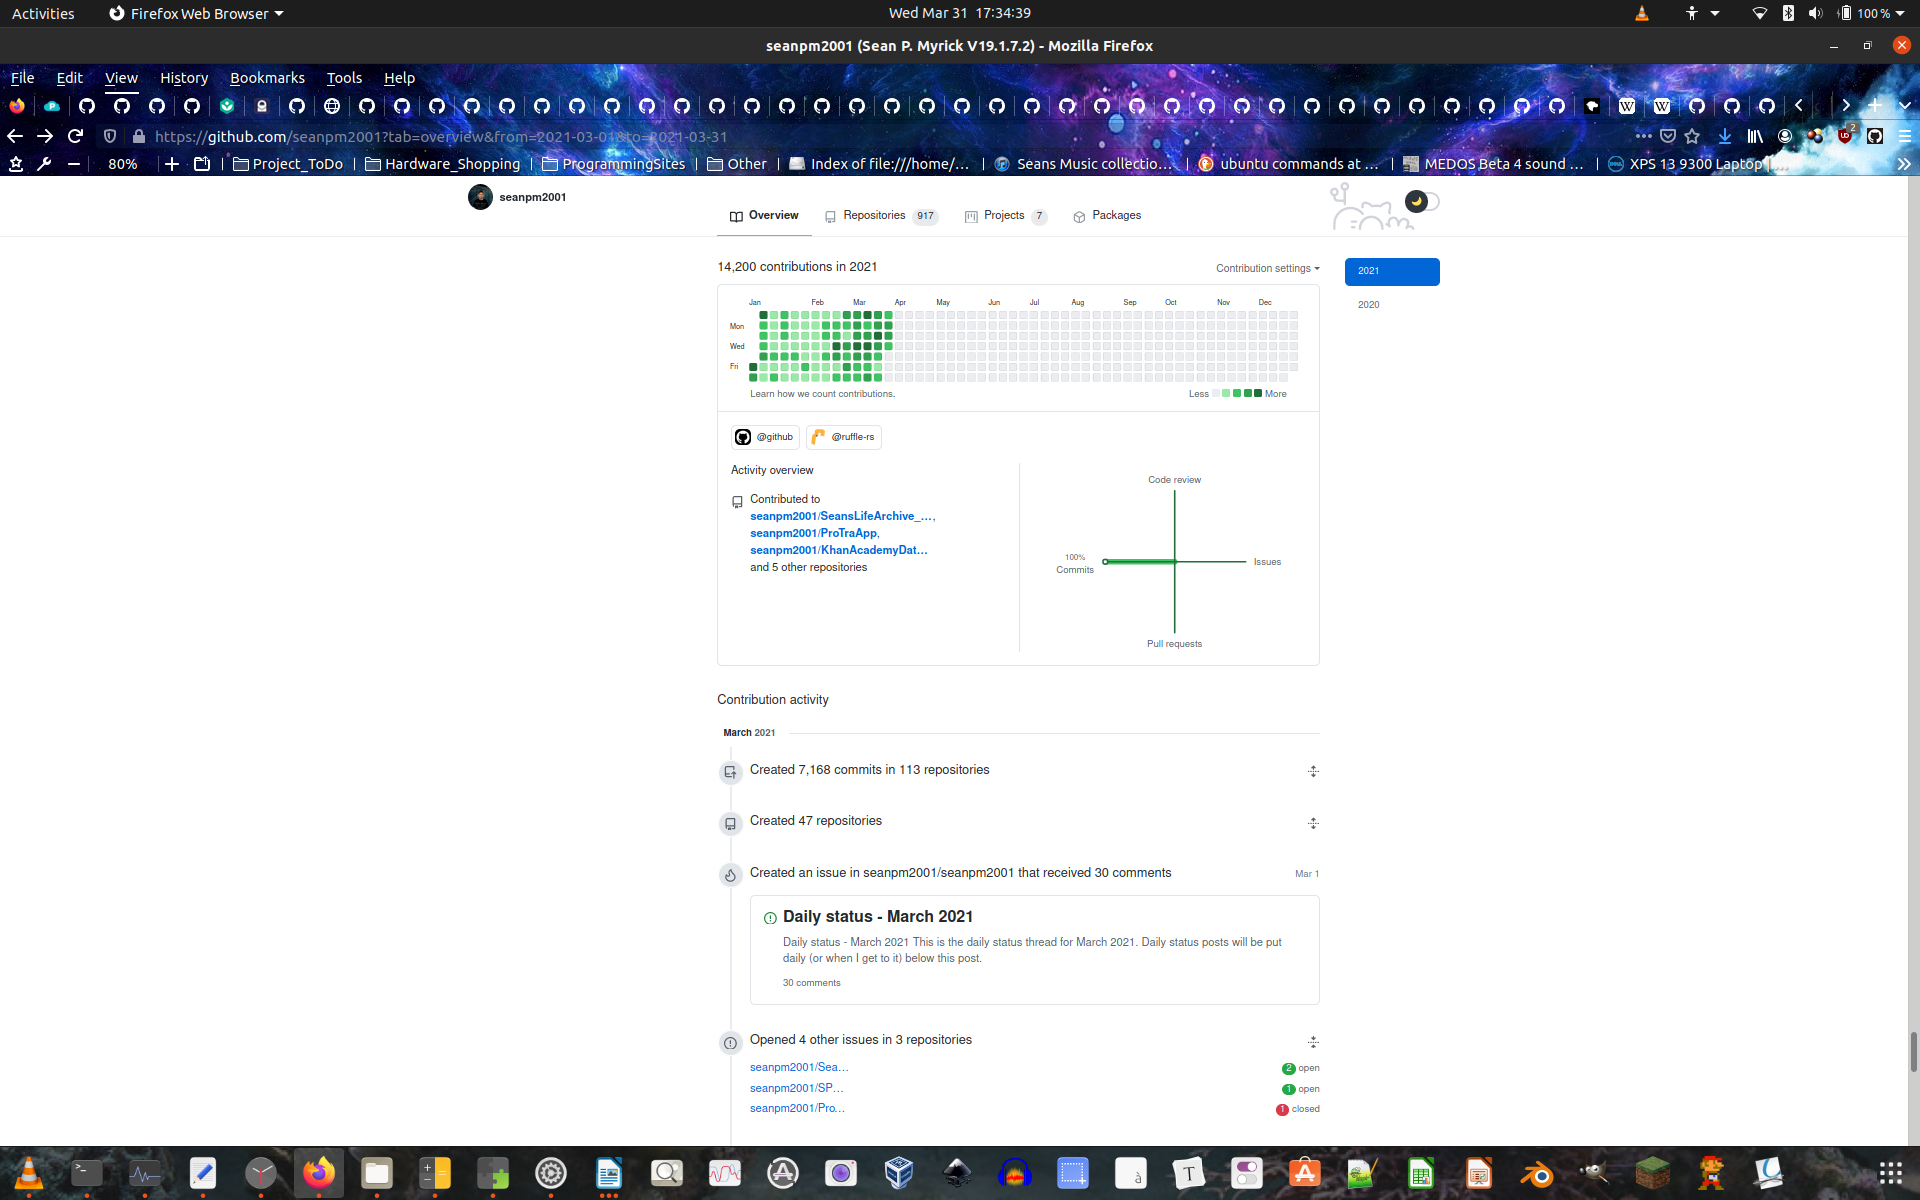 Activities Firefox Web Browser Wed Mar 31 17:34:39 100 %
seanpm2001 (Sean P. Myrick V19.1.7.2) - Mozilla Firefox
File Edit View History Bookmarks Tools Help
https://github.com/seanpm2001?tab=overview&from=2021-03-01&to=2021-03-31
2
80% Project_ToDo Hardware_Shopping ProgrammingSites Other Index of file:///home/… Seans Music collectio… ubuntu commands at … MEDOS Beta 4 sound … XPS 13 9300 Laptop
seanpm2001
Overview Repositories 917 Projects 7 Packages
14,200 contributions in 2021
Contribution settings
2021
2020
Jan Feb Mar Apr May Jun Jul Aug Sep Oct Nov Dec
Mon
Wed
Fri
Learn how we count contributions.
Less More
@github @ruffle-rs
Activity overview
Contributed to
seanpm2001/SeansLifeArchive_…,
seanpm2001/ProTraApp,
seanpm2001/KhanAcademyDat…
and 5 other repositories
Code review
100%
Commits
Issues
Pull requests
Contribution activity
March 2021
Created 7,168 commits in 113 repositories
Created 47 repositories
Created an issue in seanpm2001/seanpm2001 that received 30 comments Mar 1
Daily status - March 2021
Daily status - March 2021 This is the daily status thread for March 2021. Daily status posts will be put
daily (or when I get to it) below this post.
30 comments
Opened 4 other issues in 3 repositories
seanpm2001/Sea… 2 open
seanpm2001/SP… 1 open
seanpm2001/Pro… 1 closed